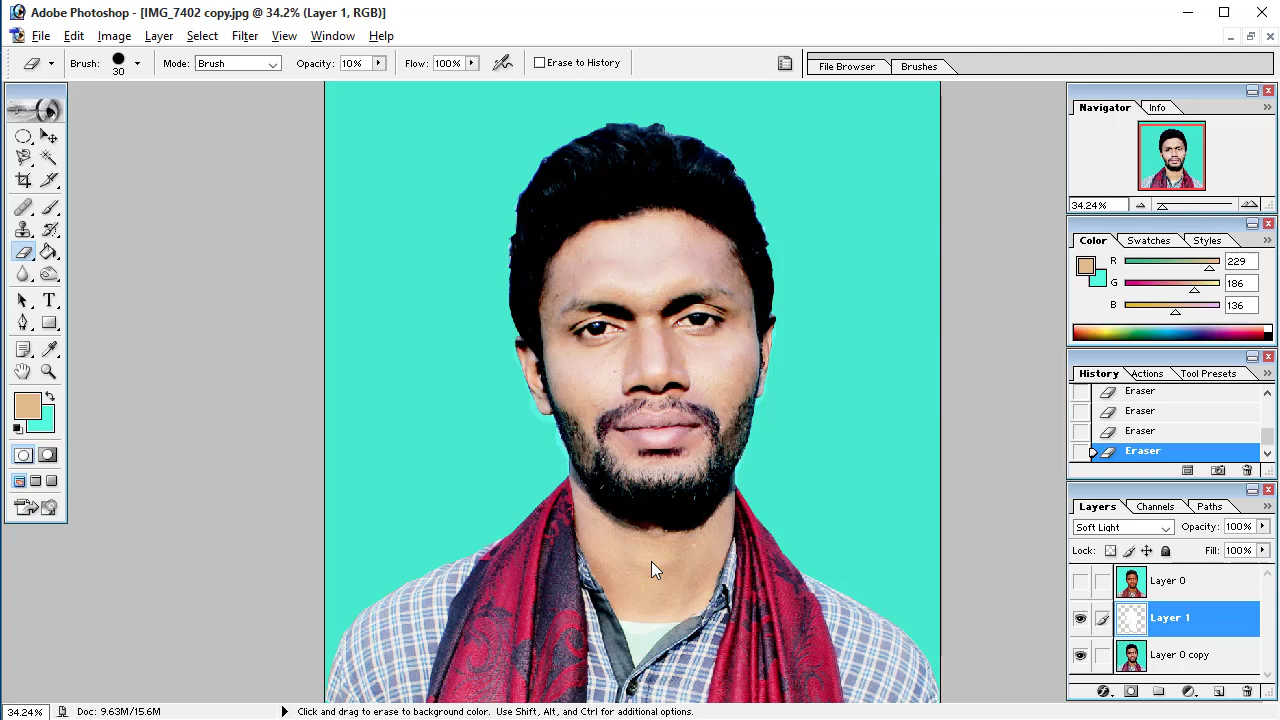 Adobe Photoshop - [IMG_7402 copy.jpg @ 34.2% (Layer 1, RGB)]
File Edit Image Layer Select Filter View Window Help
Brush: 30 Mode: Brush Opacity: 10% Flow: 100% Erase to History File Browser Brushes
Navigator Info
34.24%
Color Swatches Styles
R 229
G 186
B 136
History Actions Tool Presets
Eraser
Eraser
Eraser
Eraser
Layers Channels Paths
Soft Light Opacity: 100%
Lock: Fill: 100%
Layer 0
Layer 1
Layer 0 copy
T
34.24% Doc: 9.63M/15.6M Click and drag to erase to background color. Use Shift, Alt, and Ctrl for additional options.